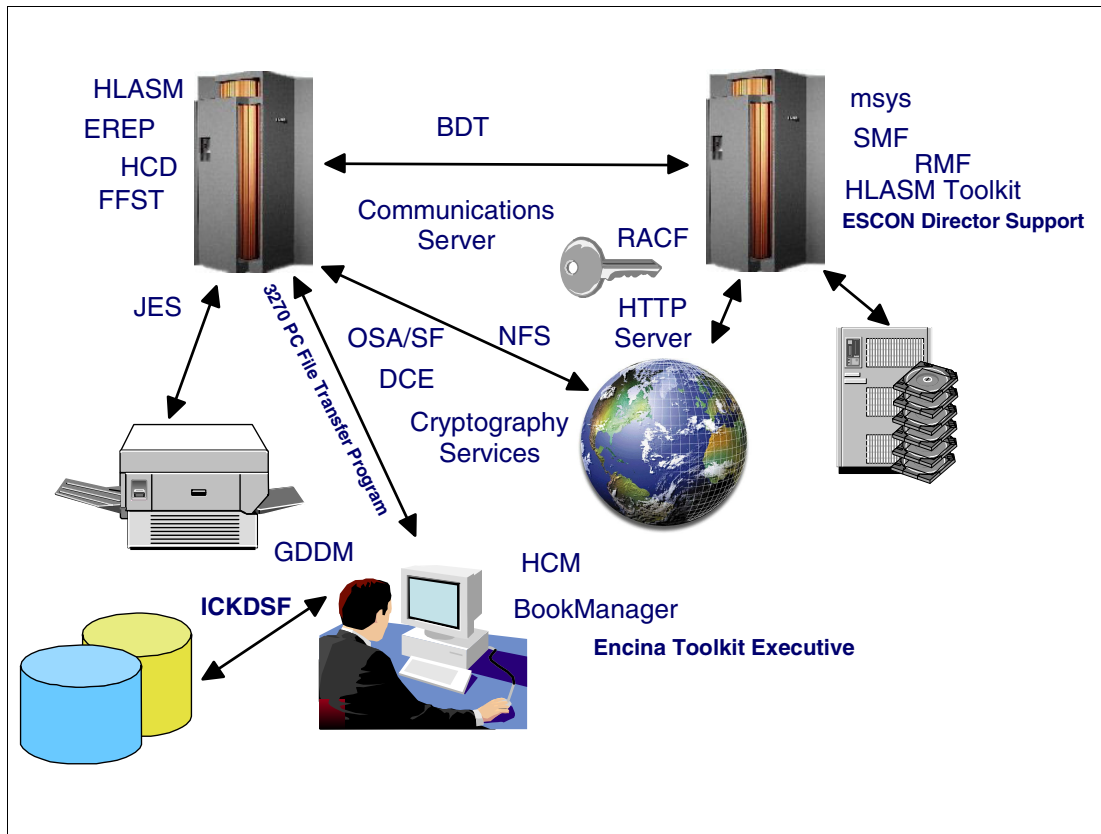 HLASM
EREP
HCD
FFST
BDT
msys
SMF
RMF
HLASM Toolkit
ESCON Director Support
Communications
Server
RACF
JES
3270 PC File Transfer Program
OSA/SF
NFS
DCE
HTTP
Server
Cryptography
Services
GDDM
HCM
ICKDSF
BookManager
Encina Toolkit Executive